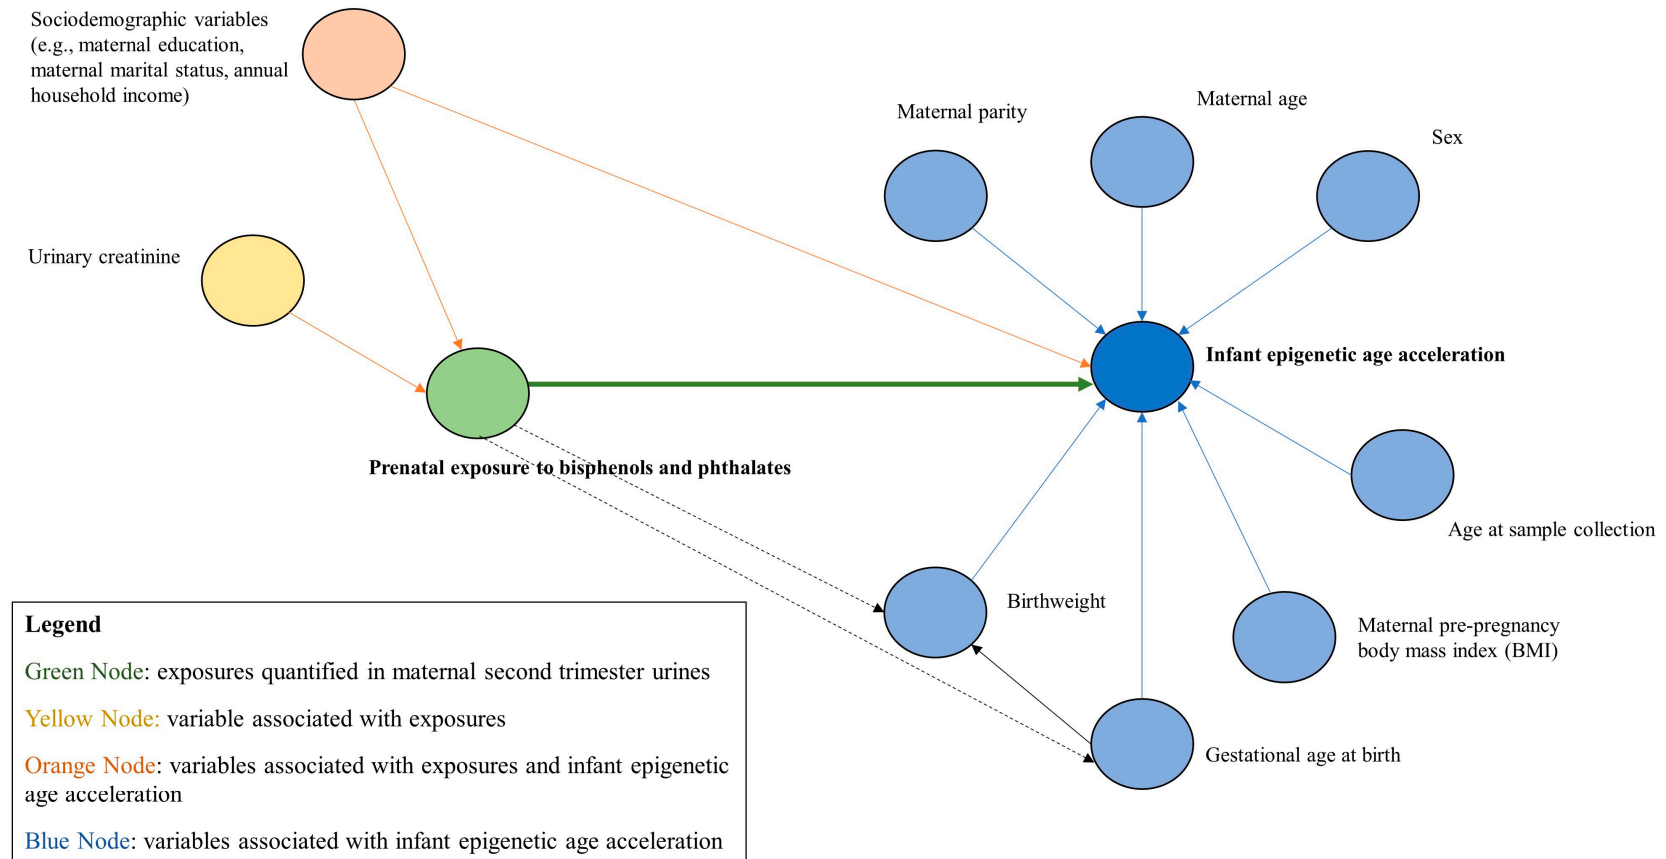 Sociodemographic variables
(e.g., maternal education,
maternal marital status, annual
household income)
Maternal parity
Maternal age
Sex
Urinary creatinine
Infant epigenetic age acceleration
Prenatal exposure to bisphenols and phthalates
Age at sample collection
Birthweight
Maternal pre-pregnancy
body mass index (BMI)
Gestational age at birth
Legend
Green Node: exposures quantified in maternal second trimester urines
Yellow Node: variable associated with exposures
Orange Node: variables associated with exposures and infant epigenetic
age acceleration
Blue Node: variables associated with infant epigenetic age acceleration